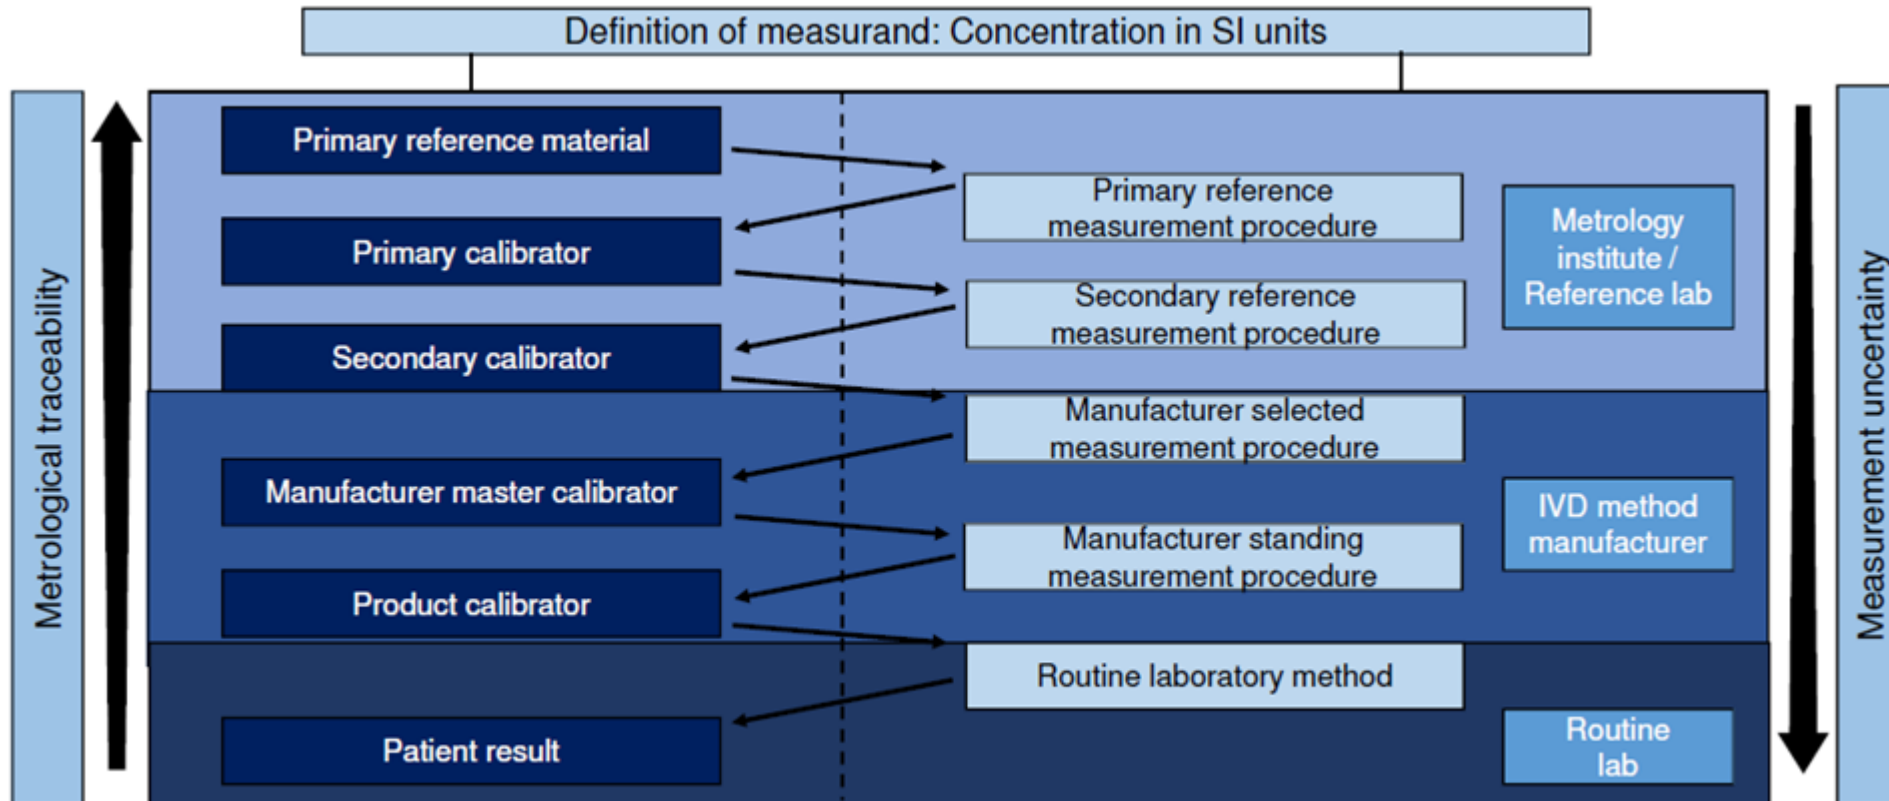 Definition of measurand: Concentration in SI units
Metrological traceability
Primary reference material
Primary reference
measurement procedure
Primary calibrator
Secondary reference
measurement procedure
Secondary calibrator
Metrology
institute /
Reference lab
Manufacturer selected
measurement procedure
Manufacturer master calibrator
Manufacturer standing
measurement procedure
Product calibrator
IVD method
manufacturer
Routine laboratory method
Patient result
Routine
lab
Measurement uncertainty